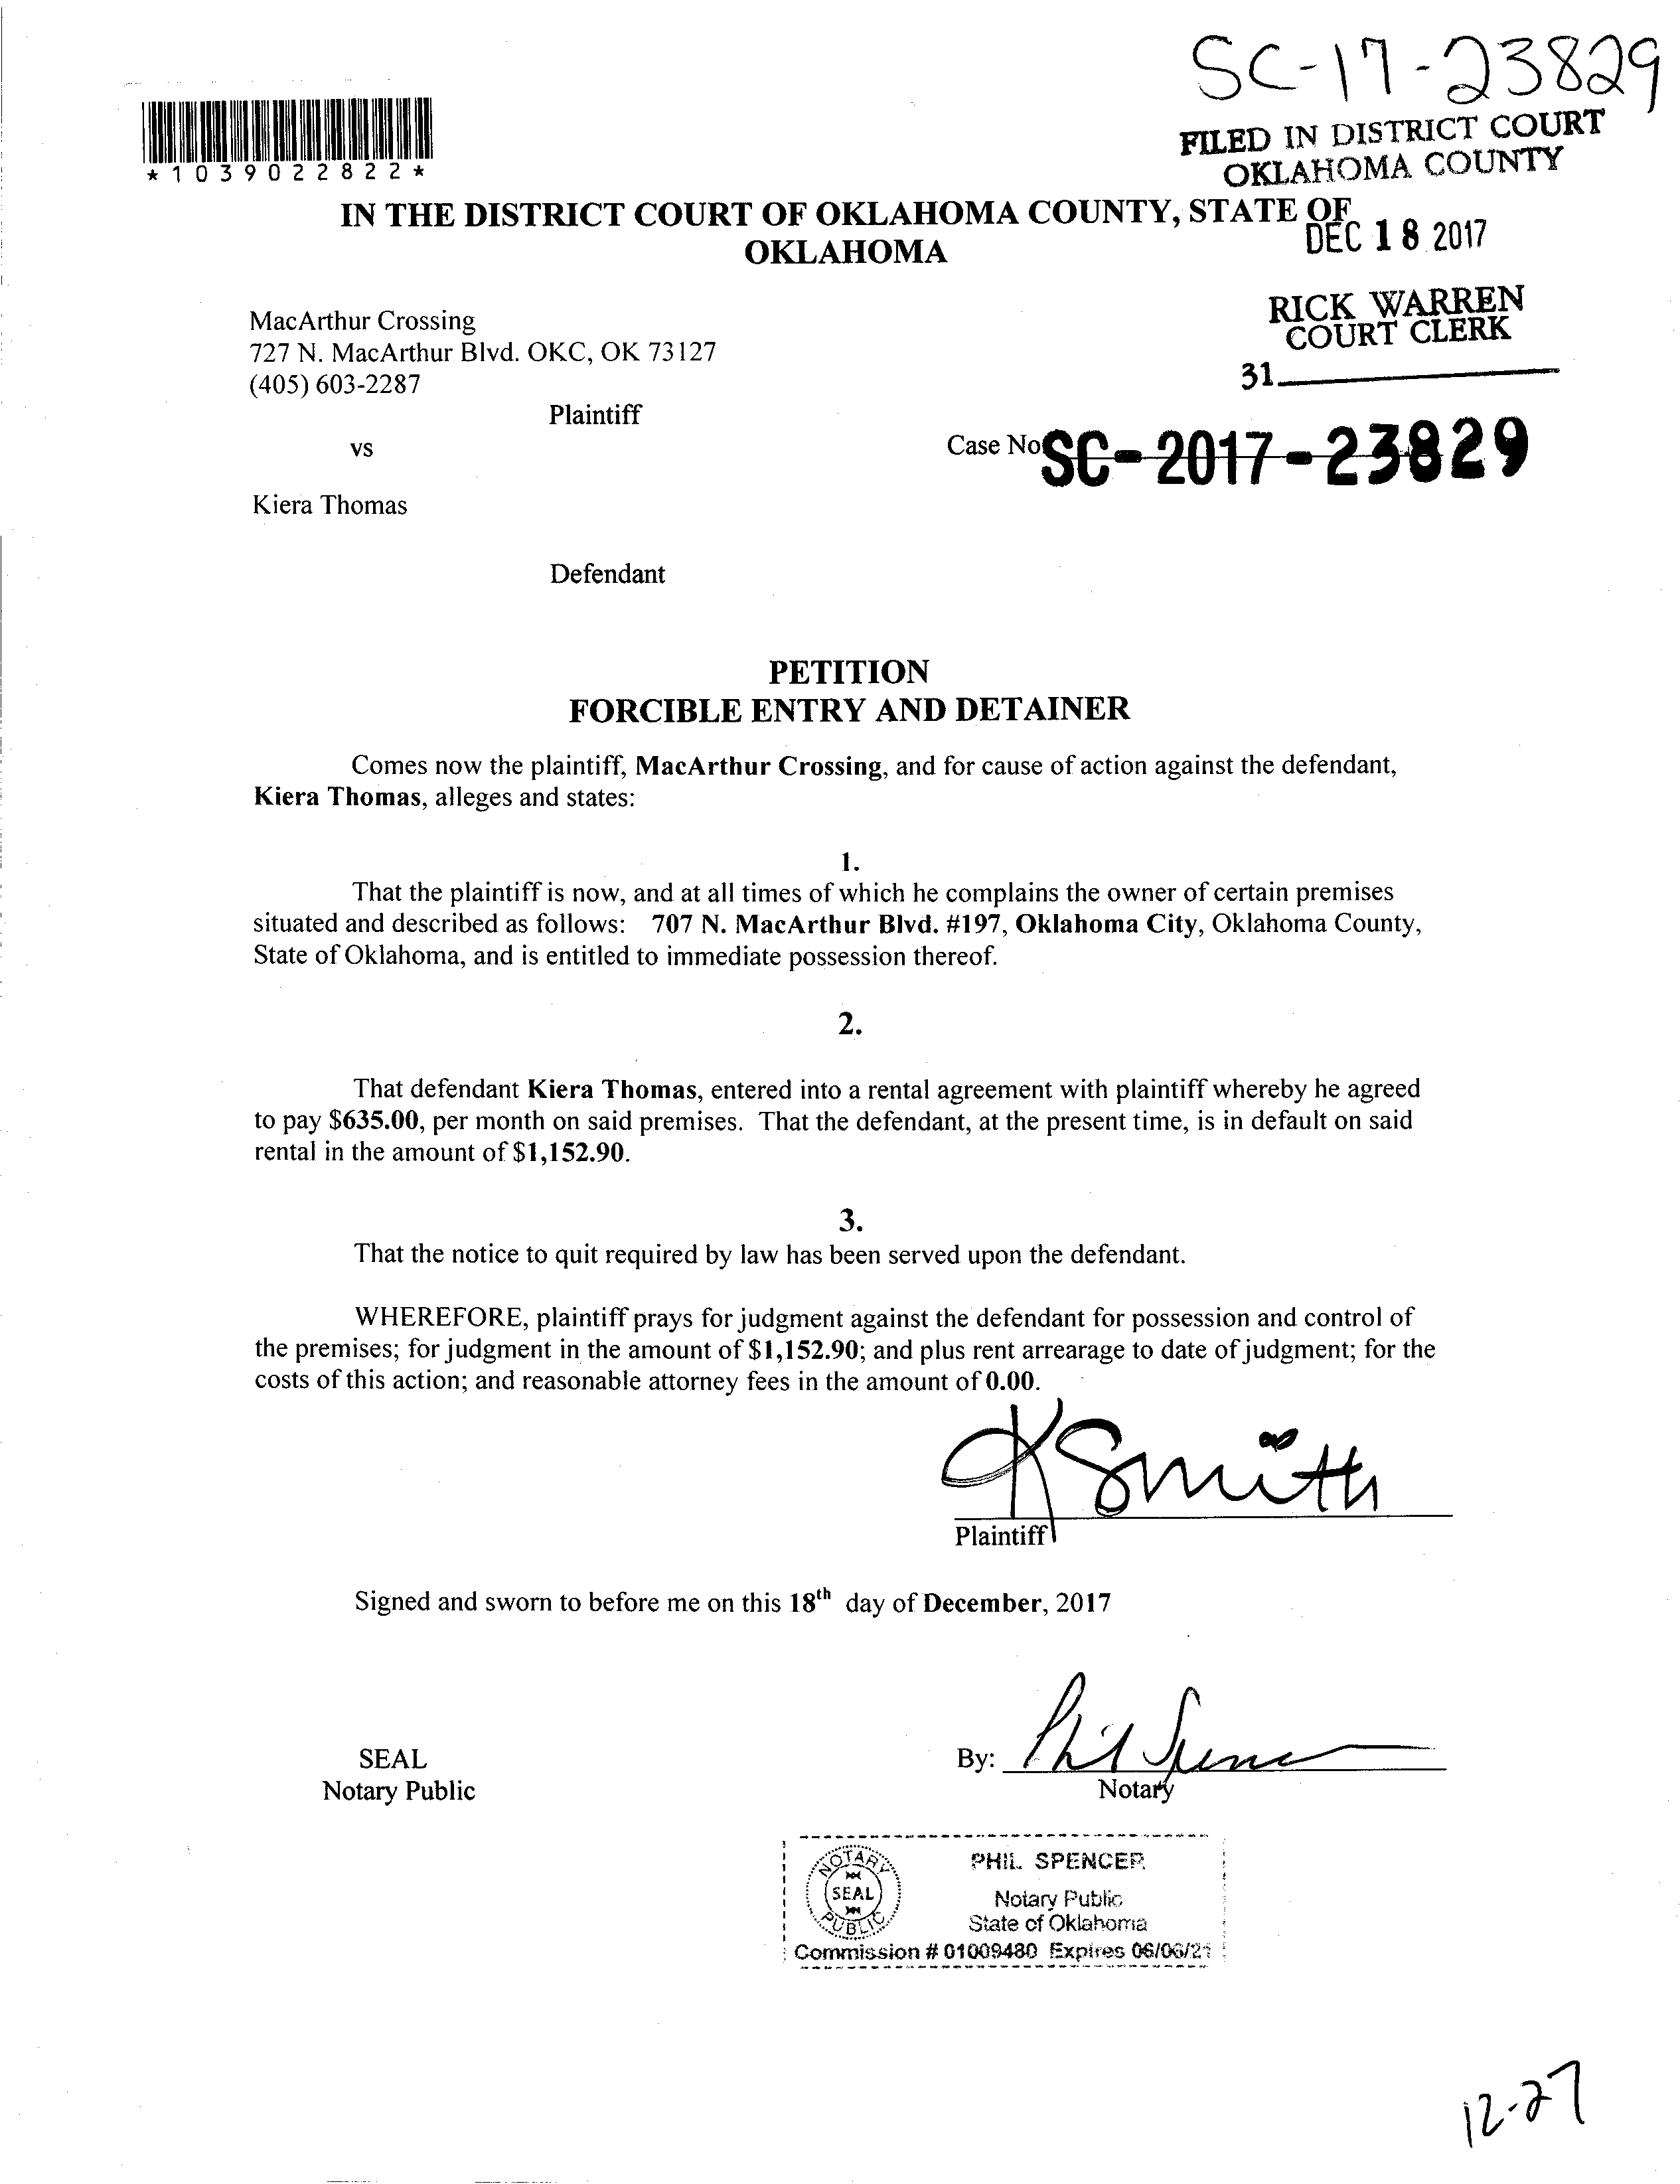 SC-17-23829
*1039022822*
FILED IN DISTRICT COURT
OKLAHOMA COUNTY
IN THE DISTRICT COURT OF OKLAHOMA COUNTY, STATE OF
OKLAHOMA
DEC 18 2017
RICK WARREN
COURT CLERK
31
MacArthur Crossing
727 N. MacArthur Blvd. OKC, OK 73127
(405) 603-2287
Plaintiff
vs
Case No SC-2017-23829
Kiera Thomas
Defendant
PETITION
FORCIBLE ENTRY AND DETAINER
Comes now the plaintiff, MacArthur Crossing, and for cause of action against the defendant,
Kiera Thomas, alleges and states:
1.
That the plaintiff is now, and at all times of which he complains the owner of certain premises
situated and described as follows: 707 N. MacArthur Blvd. #197, Oklahoma City, Oklahoma County,
State of Oklahoma, and is entitled to immediate possession thereof.
2.
That defendant Kiera Thomas, entered into a rental agreement with plaintiff whereby he agreed
to pay $635.00, per month on said premises. That the defendant, at the present time, is in default on said
rental in the amount of $1,152.90.
3.
That the notice to quit required by law has been served upon the defendant.
WHEREFORE, plaintiff prays for judgment against the defendant for possession and control of
the premises; for judgment in the amount of $1,152.90; and plus rent arrearage to date of judgment; for the
costs of this action; and reasonable attorney fees in the amount of 0.00.
K Smith
Plaintiff
Signed and sworn to before me on this 18th day of December, 2017
SEAL
Notary Public
By: Phil Spencer
Notary
NOTARY
SEAL
PUBLIC
PHIL SPENCER
Notary Public
State of Oklahoma
Commission # 01009480 Expires 06/06/21
12-27